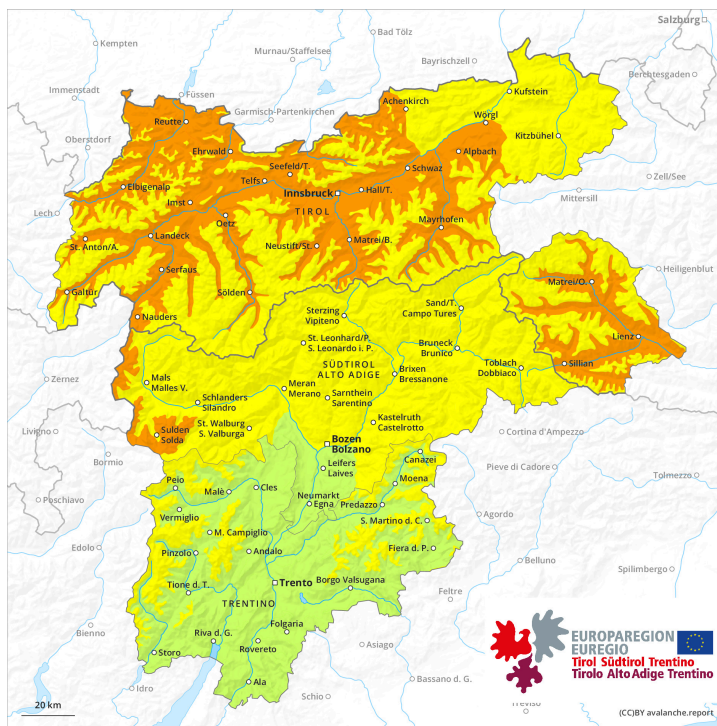 Salzburg
Kempten
Bad Tölz
Murnau/Staffelsee
Bayrischzell
Berchtesgaden
Immenstadt
Füssen
Garmisch-Partenkirchen
Achenkirch
Kufstein
Reutte
Wörgl
Oberstdorf
Ehrwald
Kitzbühel
Alpbach
Seefeld/T.
Schwaz
Zell/See
Telfs
Elbigenalp
Innsbruck
Hall/T.
Mittersill
Imst
TIROL
Lech
Oetz
Mayrhofen
St. Anton/A.
Landeck
Neustift/St.
Matrei/B.
Serfaus
Heiligenblut
Matrei/O.
Galtür
Sölden
Sand/T.
Campo Tures
Nauders
Sterzing
Vipiteno
Lienz
St. Leonhard/P.
S. Leonardo i. P.
Bruneck
Brunico
Sillian
SÜDTIROL
ALTO ADIGE
Toblach
Dobbiaco
Zernez
Mals
Malles V.
Meran
Merano
Brixen
Bressanone
Schlanders
Silandro
Sarnthein
Sarentino
Livigno
St. Walburg
S. Valburga
Kastelruth
Castelrotto
Sulden
Solda
Cortina d'Ampezzo
Bozen
Bolzano
Bormio
Canazei
Pieve di Cadore
Leifers
Laives
Tolmezzo
Peio
Moena
Poschiavo
Malè
Cles
Neumarkt
Egna
Predazzo
Vermiglio
Agordo
S. Martino d. C.
M. Campiglio
Edolo
Pinzolo
Andalo
Fiera d. P.
Belluno
Spilimbergo
Tione d. T.
Trento
Borgo Valsugana
Feltre
TRENTINO
Folgaria
Bienno
Riva d. G.
Storo
Rovereto
Asiago
Idro
Ala
Bassano d. G.
Schio
Treviso
EUROPAREGION
EUREGIO
Tirol Südtirol Trentino
Tirolo Alto Adige Trentino
20 km
(CC)BY avalanche.report